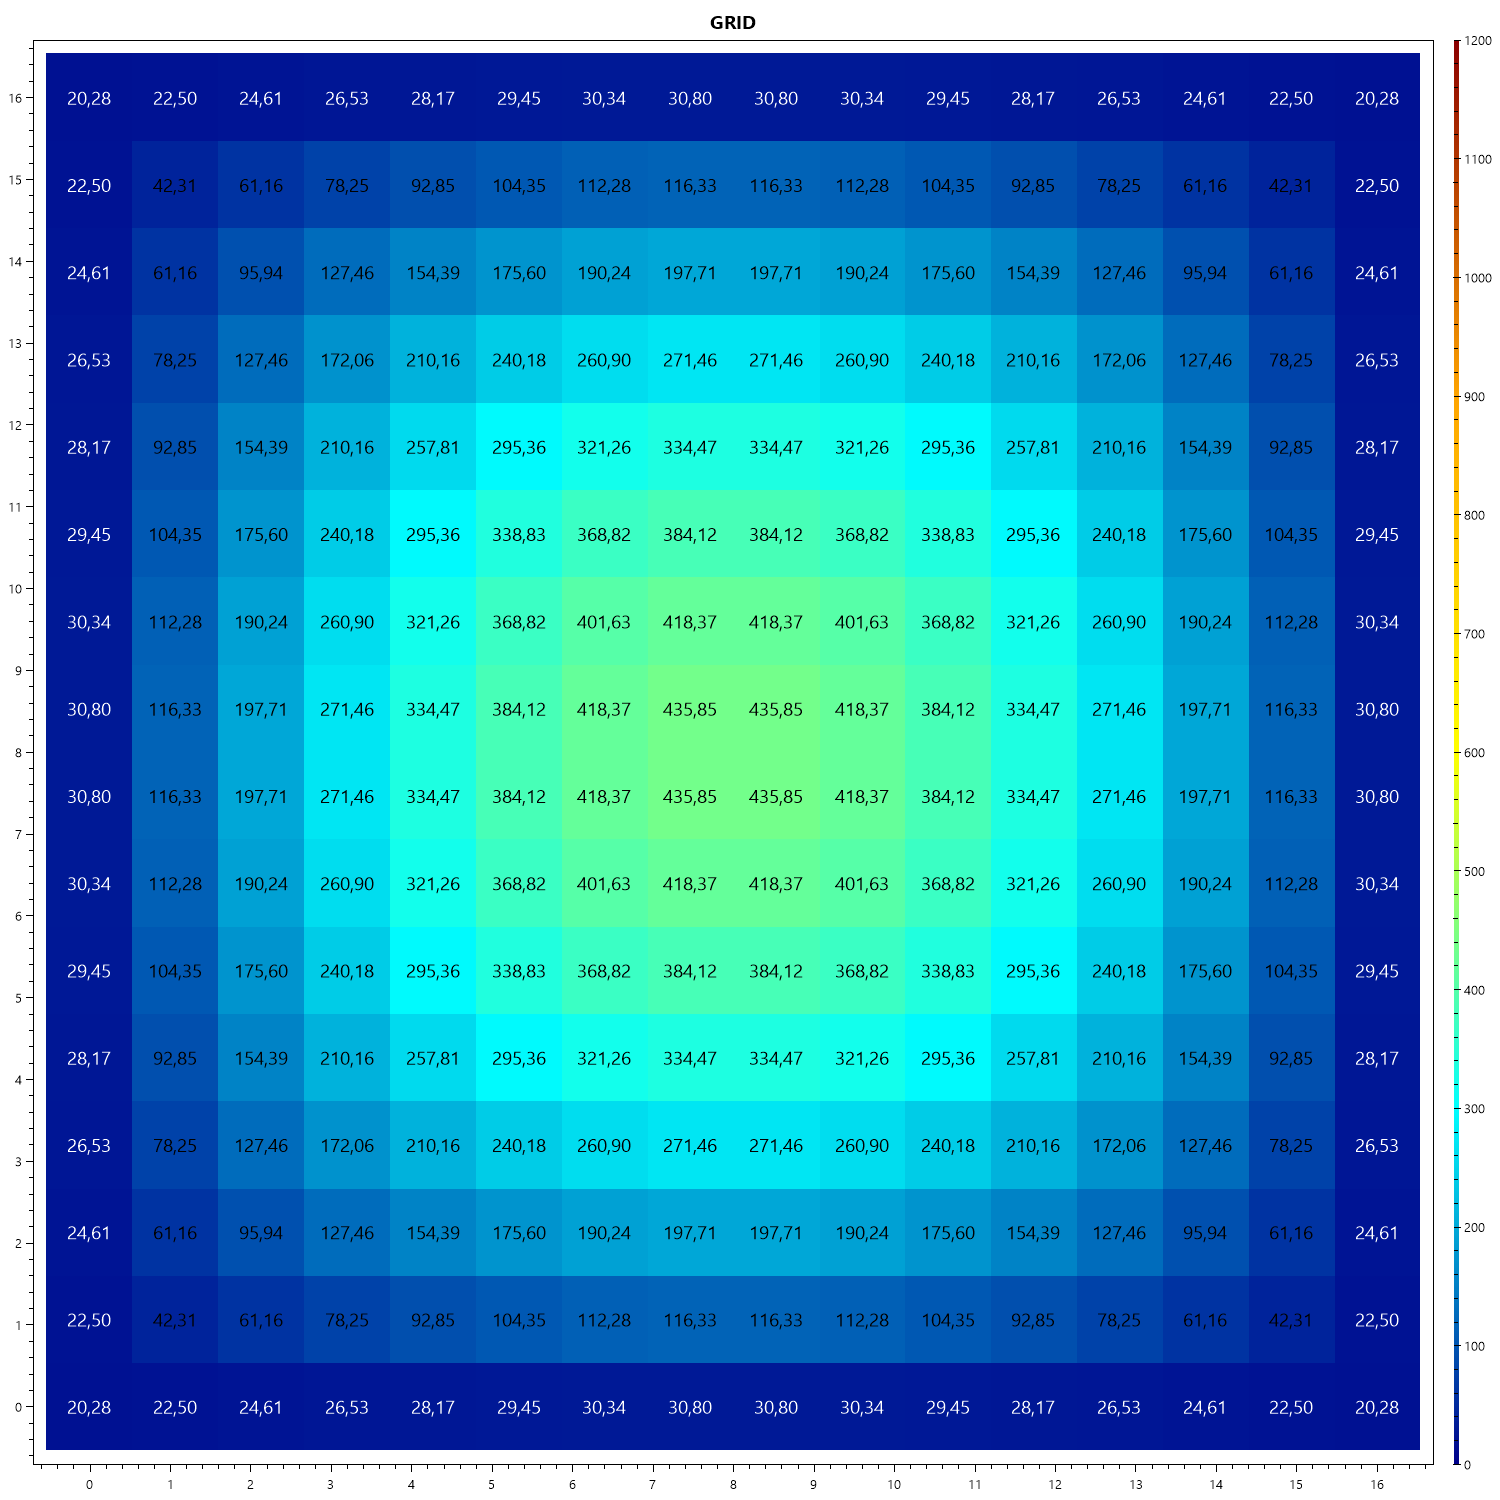 GRID
20,28 22,50 24,61 26,53 28,17 29,45 30,34 30,80 30,80 30,34 29,45 28,17 26,53 24,61 22,50 20,28
22,50 42,31 61,16 78,25 92,85 104,35 112,28 116,33 116,33 112,28 104,35 92,85 78,25 61,16 42,31 22,50
24,61 61,16 95,94 127,46 154,39 175,60 190,24 197,71 197,71 190,24 175,60 154,39 127,46 95,94 61,16 24,61
26,53 78,25 127,46 172,06 210,16 240,18 260,90 271,46 271,46 260,90 240,18 210,16 172,06 127,46 78,25 26,53
28,17 92,85 154,39 210,16 257,81 295,36 321,26 334,47 334,47 321,26 295,36 257,81 210,16 154,39 92,85 28,17
29,45 104,35 175,60 240,18 295,36 338,83 368,82 384,12 384,12 368,82 338,83 295,36 240,18 175,60 104,35 29,45
30,34 112,28 190,24 260,90 321,26 368,82 401,63 418,37 418,37 401,63 368,82 321,26 260,90 190,24 112,28 30,34
30,80 116,33 197,71 271,46 334,47 384,12 418,37 435,85 435,85 418,37 384,12 334,47 271,46 197,71 116,33 30,80
30,80 116,33 197,71 271,46 334,47 384,12 418,37 435,85 435,85 418,37 384,12 334,47 271,46 197,71 116,33 30,80
30,34 112,28 190,24 260,90 321,26 368,82 401,63 418,37 418,37 401,63 368,82 321,26 260,90 190,24 112,28 30,34
29,45 104,35 175,60 240,18 295,36 338,83 368,82 384,12 384,12 368,82 338,83 295,36 240,18 175,60 104,35 29,45
28,17 92,85 154,39 210,16 257,81 295,36 321,26 334,47 334,47 321,26 295,36 257,81 210,16 154,39 92,85 28,17
26,53 78,25 127,46 172,06 210,16 240,18 260,90 271,46 271,46 260,90 240,18 210,16 172,06 127,46 78,25 26,53
24,61 61,16 95,94 127,46 154,39 175,60 190,24 197,71 197,71 190,24 175,60 154,39 127,46 95,94 61,16 24,61
22,50 42,31 61,16 78,25 92,85 104,35 112,28 116,33 116,33 112,28 104,35 92,85 78,25 61,16 42,31 22,50
20,28 22,50 24,61 26,53 28,17 29,45 30,34 30,80 30,80 30,34 29,45 28,17 26,53 24,61 22,50 20,28
16
15
14
13
12
11
10
9
8
7
6
5
4
3
2
1
0
0 1 2 3 4 5 6 7 8 9 10 11 12 13 14 15 16
1200
1100
1000
900
800
700
600
500
400
300
200
100
0